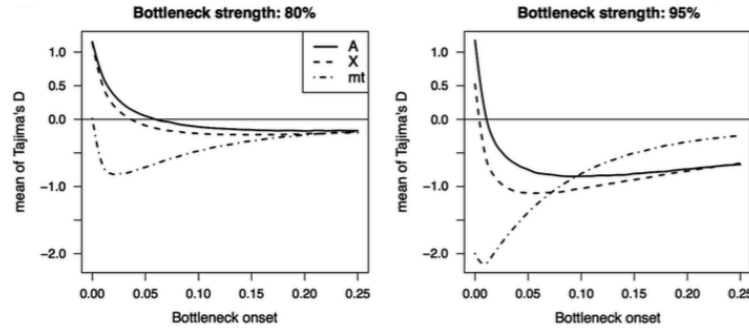 Bottleneck strength: 80%
mean of Tajima's D
1.0
0.5
0.0
−1.0
−2.0
A
X
mt
0.00 0.05 0.10 0.15 0.20 0.25
Bottleneck onset
Bottleneck strength: 95%
mean of Tajima's D
1.0
0.5
0.0
−1.0
−2.0
0.00 0.05 0.10 0.15 0.20 0.25
Bottleneck onset